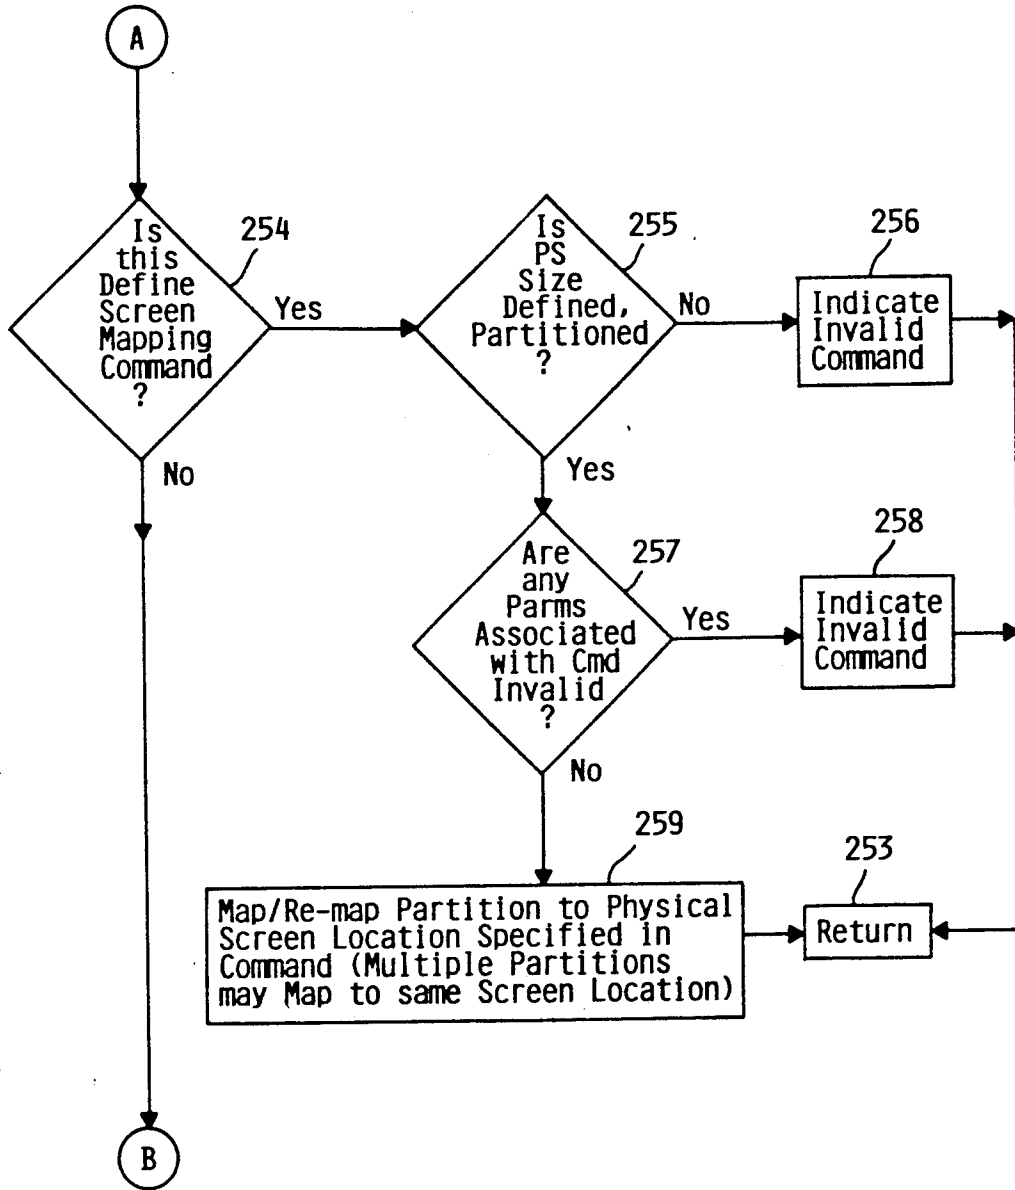 A
Is
this
Define
Screen
Mapping
Command
?
254
Yes
No
Is
PS
Size
Defined,
Partitioned
?
255
No
Yes
256
Indicate
Invalid
Command
Are
any
Parms
Associated
with Cmd
Invalid
?
257
Yes
No
258
Indicate
Invalid
Command
259
Map/Re-map Partition to Physical
Screen Location Specified in
Command (Multiple Partitions
may Map to same Screen Location)
253
Return
B